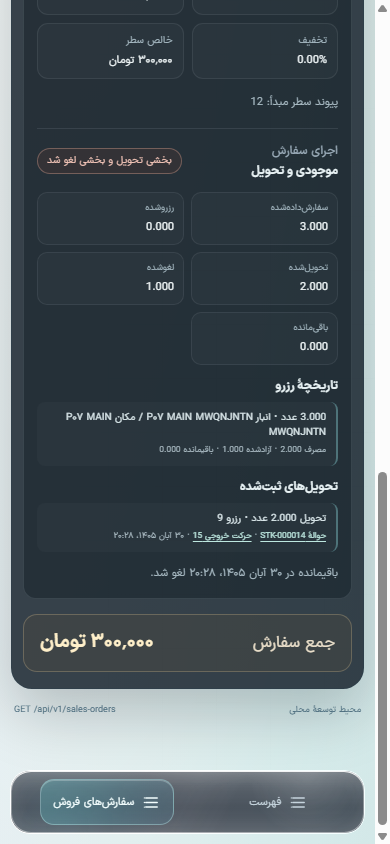 تخفیف
0.00%
خالص سطر
۳۰۰٬۰۰۰ تومان
پیوند سطر مبدأ: 12
اجرای سفارش
موجودی و تحویل
بخشی تحویل و بخشی لغو شد
سفارش‌داده‌شده
3.000
رزروشده
0.000
تحویل‌شده
2.000
لغوشده
1.000
باقی‌مانده
0.000
تاریخچهٔ رزرو
3.000 عدد · انبار P۰۷ MAIN MWQNJNTN / مکان P۰۷ MAIN
MWQNJNTN
مصرف 2.000 · آزادشده 1.000 · باقیمانده 0.000
تحویل‌های ثبت‌شده
تحویل 2.000 عدد · رزرو 9
حوالهٔ STK-000014 · حرکت خروجی 15 · ۳۰ آبان ۱۴۰۵، ۲۰:۲۸
باقیمانده در ۳۰ آبان ۱۴۰۵، ۲۰:۲۸ لغو شد.
جمع سفارش
۳۰۰٬۰۰۰ تومان
محیط توسعهٔ محلی
GET /api/v1/sales-orders
فهرست
سفارش‌های فروش